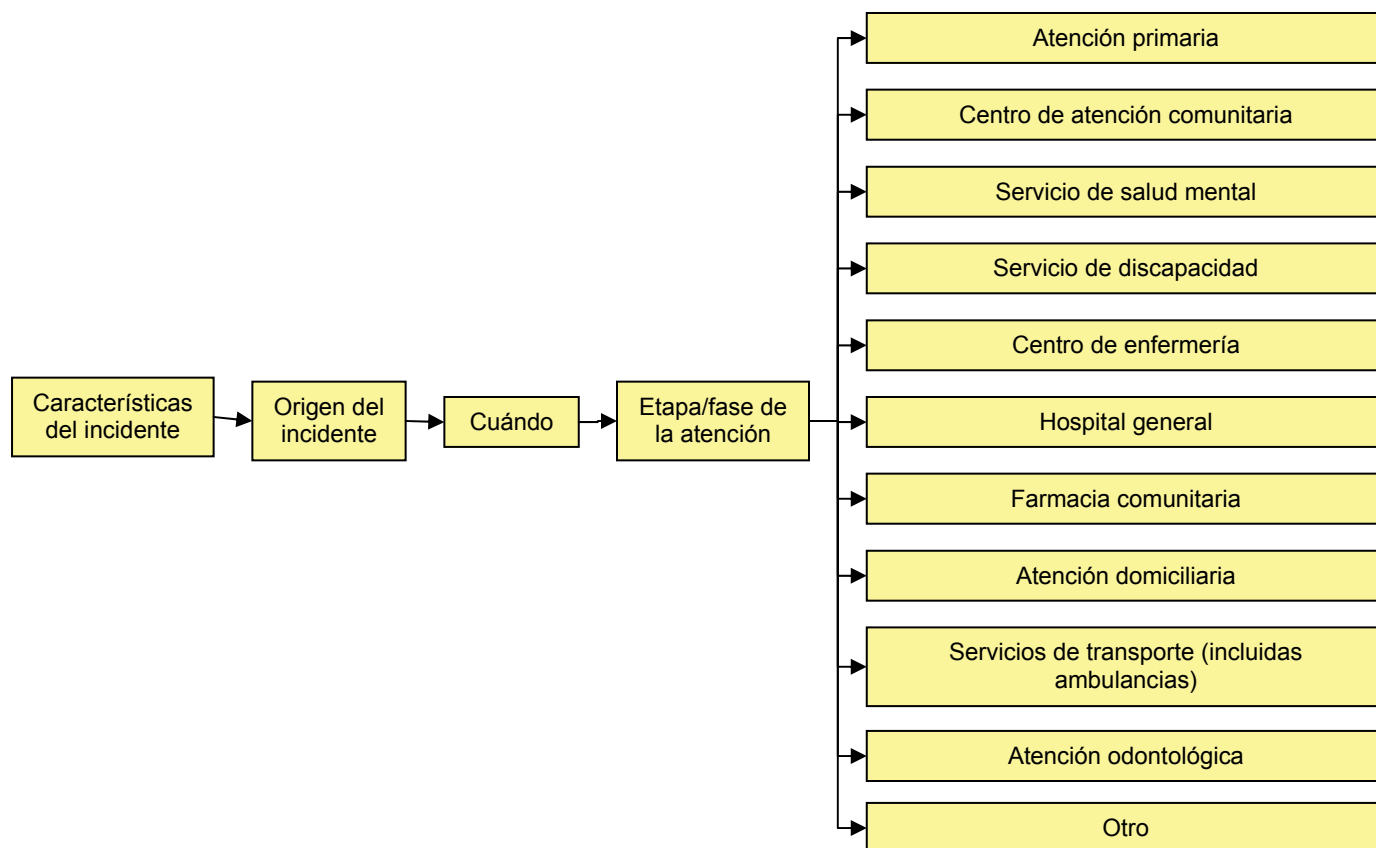 Características
del incidente
Origen del
incidente
Cuándo
Etapa/fase de
la atención
Atención primaria
Centro de atención comunitaria
Servicio de salud mental
Servicio de discapacidad
Centro de enfermería
Hospital general
Farmacia comunitaria
Atención domiciliaria
Servicios de transporte (incluidas
ambulancias)
Atención odontológica
Otro